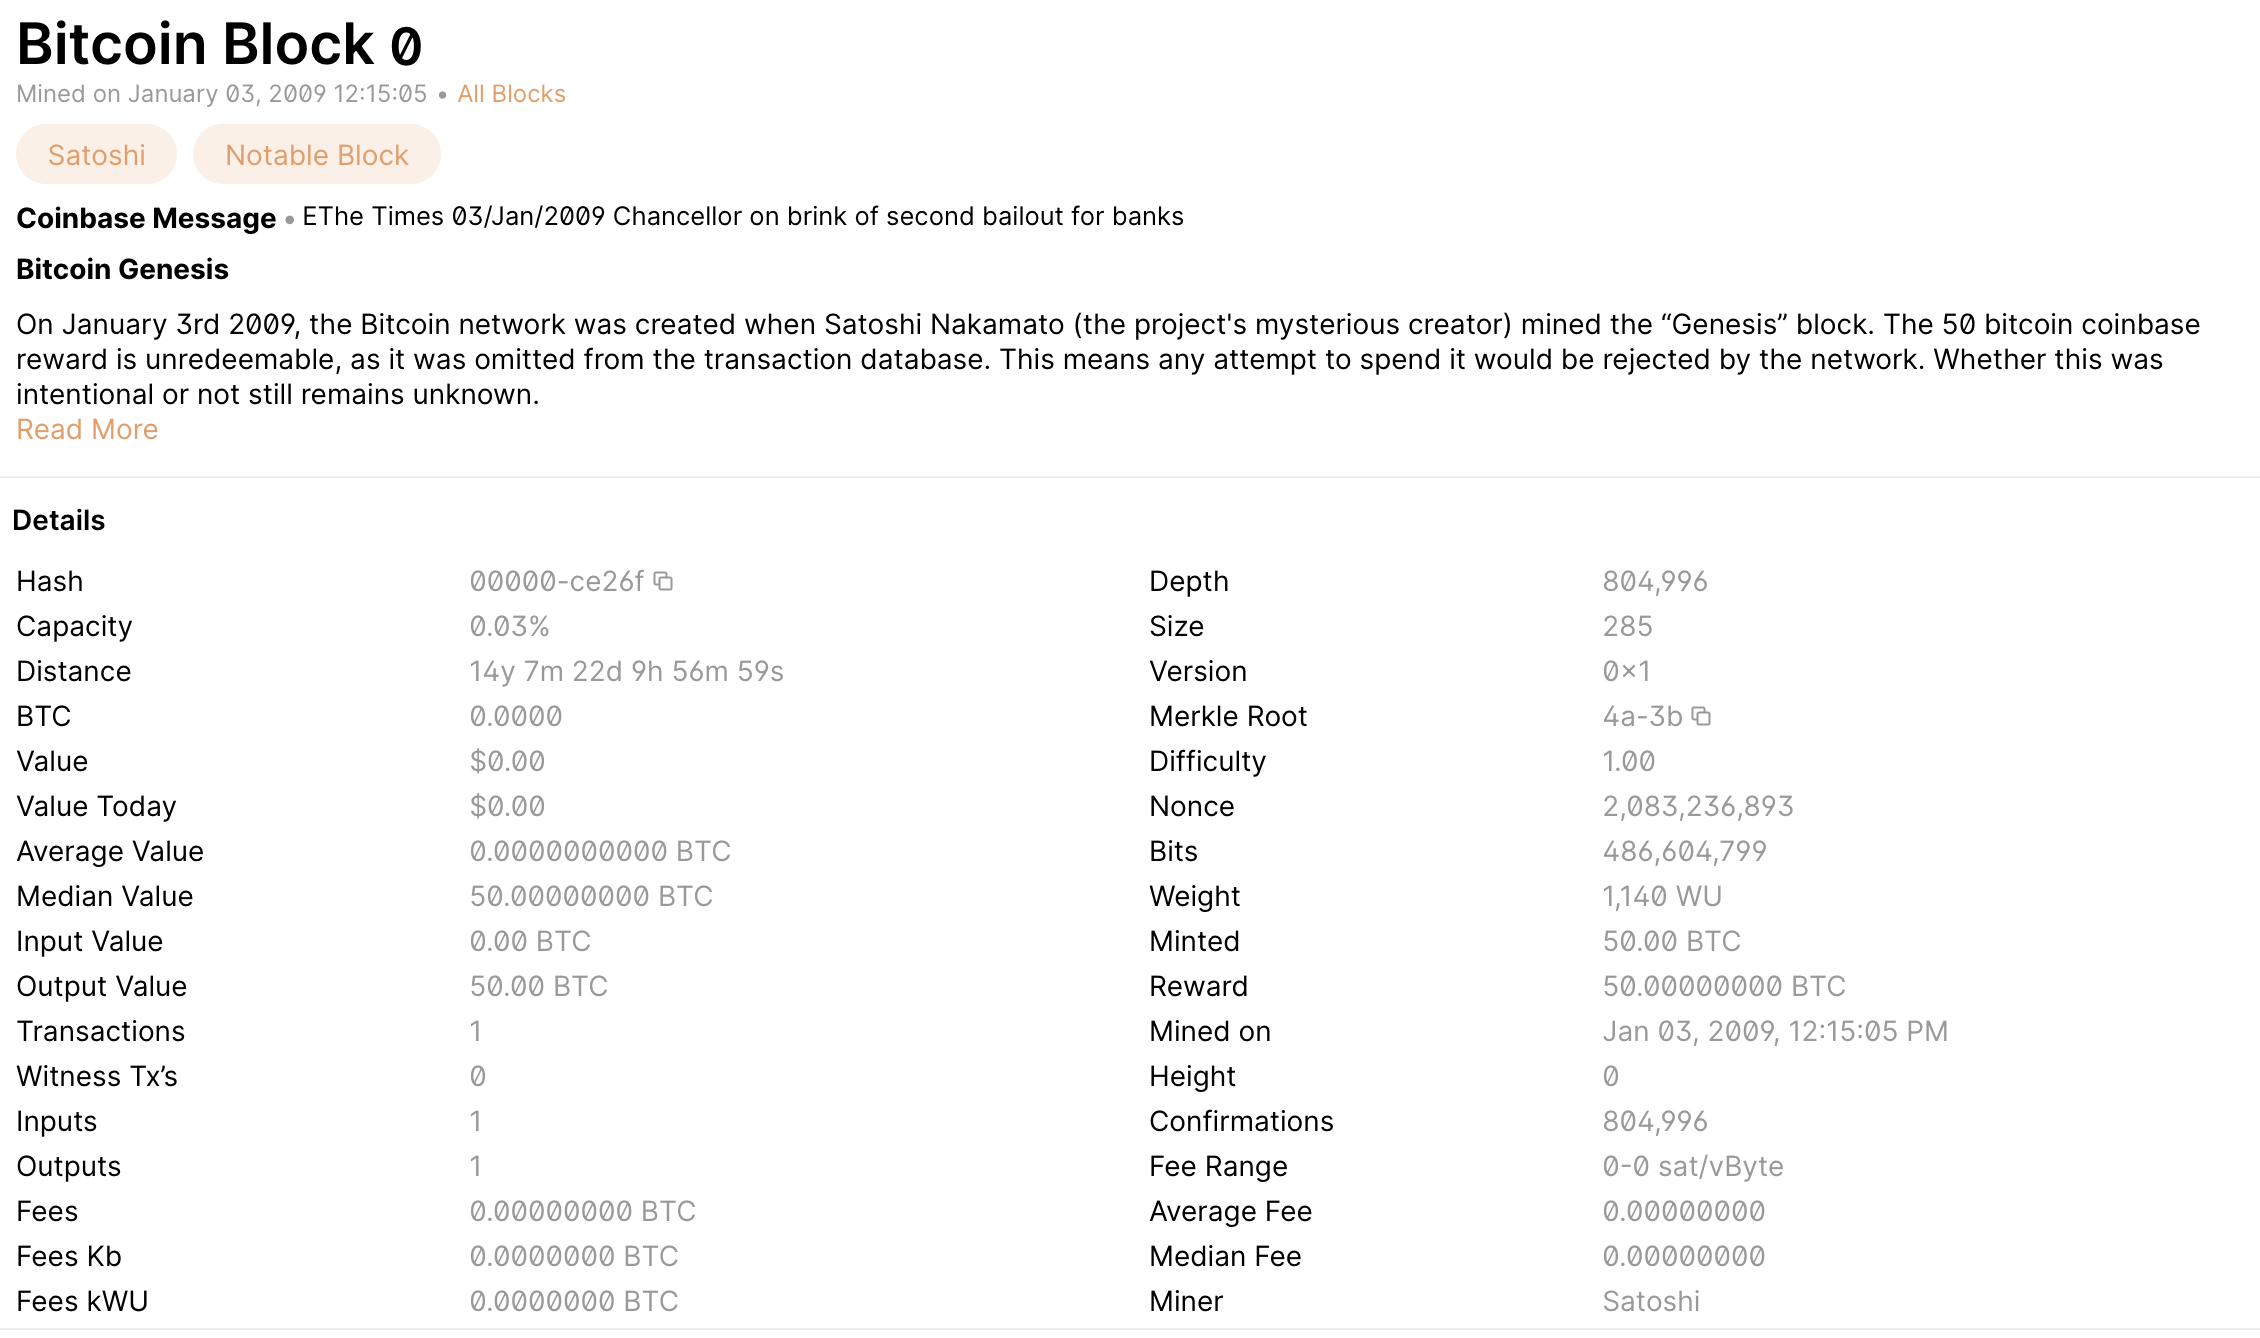 Bitcoin Block 0
Mined on January 03, 2009 12:15:05 • All Blocks
Satoshi Notable Block
Coinbase Message • EThe Times 03/Jan/2009 Chancellor on brink of second bailout for banks
Bitcoin Genesis
On January 3rd 2009, the Bitcoin network was created when Satoshi Nakamato (the project's mysterious creator) mined the “Genesis” block. The 50 bitcoin coinbase
reward is unredeemable, as it was omitted from the transaction database. This means any attempt to spend it would be rejected by the network. Whether this was
intentional or not still remains unknown.
Read More
Details
Hash 00000-ce26f Depth 804,996
Capacity 0.03% Size 285
Distance 14y 7m 22d 9h 56m 59s Version 0×1
BTC 0.0000 Merkle Root 4a-3b
Value $0.00 Difficulty 1.00
Value Today $0.00 Nonce 2,083,236,893
Average Value 0.0000000000 BTC Bits 486,604,799
Median Value 50.00000000 BTC Weight 1,140 WU
Input Value 0.00 BTC Minted 50.00 BTC
Output Value 50.00 BTC Reward 50.00000000 BTC
Transactions 1 Mined on Jan 03, 2009, 12:15:05 PM
Witness Tx’s 0 Height 0
Inputs 1 Confirmations 804,996
Outputs 1 Fee Range 0-0 sat/vByte
Fees 0.00000000 BTC Average Fee 0.00000000
Fees Kb 0.0000000 BTC Median Fee 0.00000000
Fees kWU 0.0000000 BTC Miner Satoshi